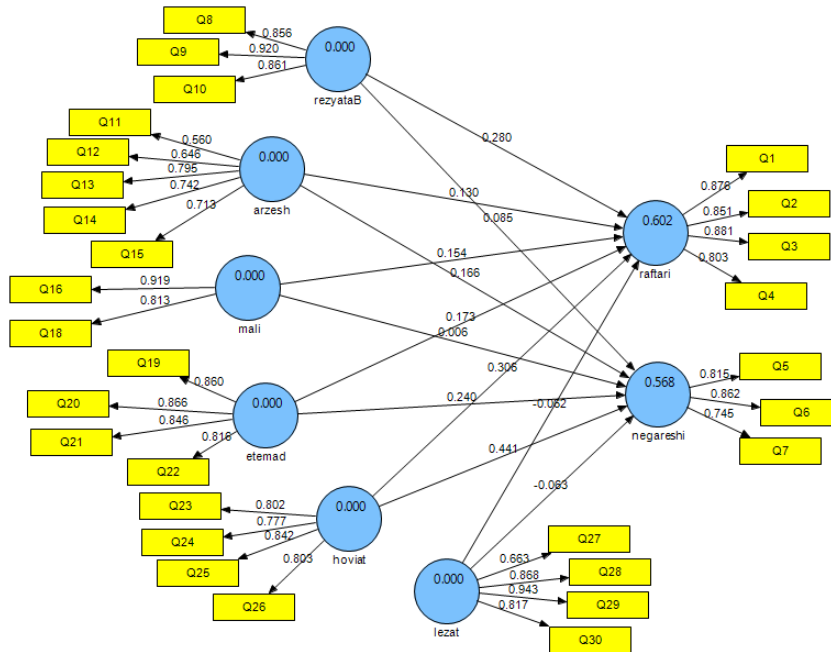 Q8
0.856
0.000
Q9
0.920
0.861
Q10
rezyataB
Q11
0.560
0.280
Q12
0.646
0.000
Q1
Q13
0.795
0.876
0.742
0.130
Q2
Q14
arzesh
0.085
0.602
0.851
0.713
0.881
Q3
Q15
0.154
raftari
0.803
0.000
0.166
Q4
Q16
0.919
0.813
0.173
Q18
mali
0.006
0.306
Q19
0.815
Q5
0.860
-0.062
0.568
Q20
0.866
0.000
0.240
0.862
Q6
0.846
0.745
Q21
0.816
etemad
negareshi
Q7
Q22
0.441
Q23
0.802
0.000
-0.063
0.777
Q24
0.842
Q27
Q25
0.803
hoviat
0.663
0.000
0.868
Q28
Q26
0.943
Q29
0.817
lezat
Q30